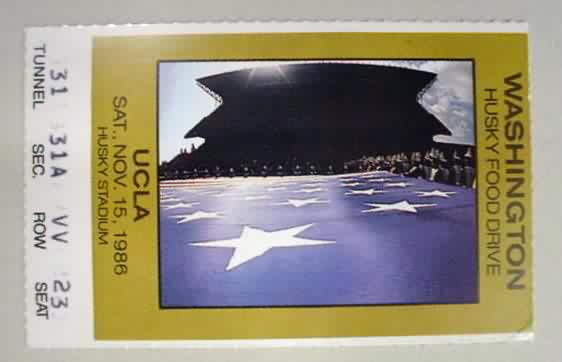 WASHINGTON
HUSKY FOOD DRIVE
UCLA
SAT., NOV. 15, 1986
HUSKY STADIUM
31 31A VV 23
TUNNEL SEC. ROW SEAT